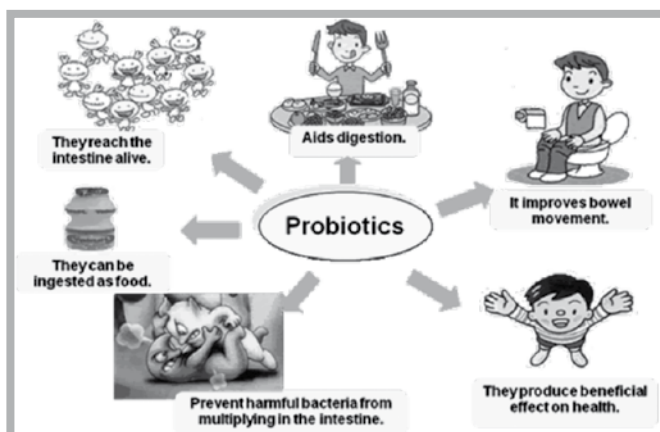 They reach the
intestine alive.
Aids digestion.
It improves bowel
movement.
Probiotics
They can be
ingested as food.
Prevent harmful bacteria from
multiplying in the intestine.
They produce beneficial
effect on health.